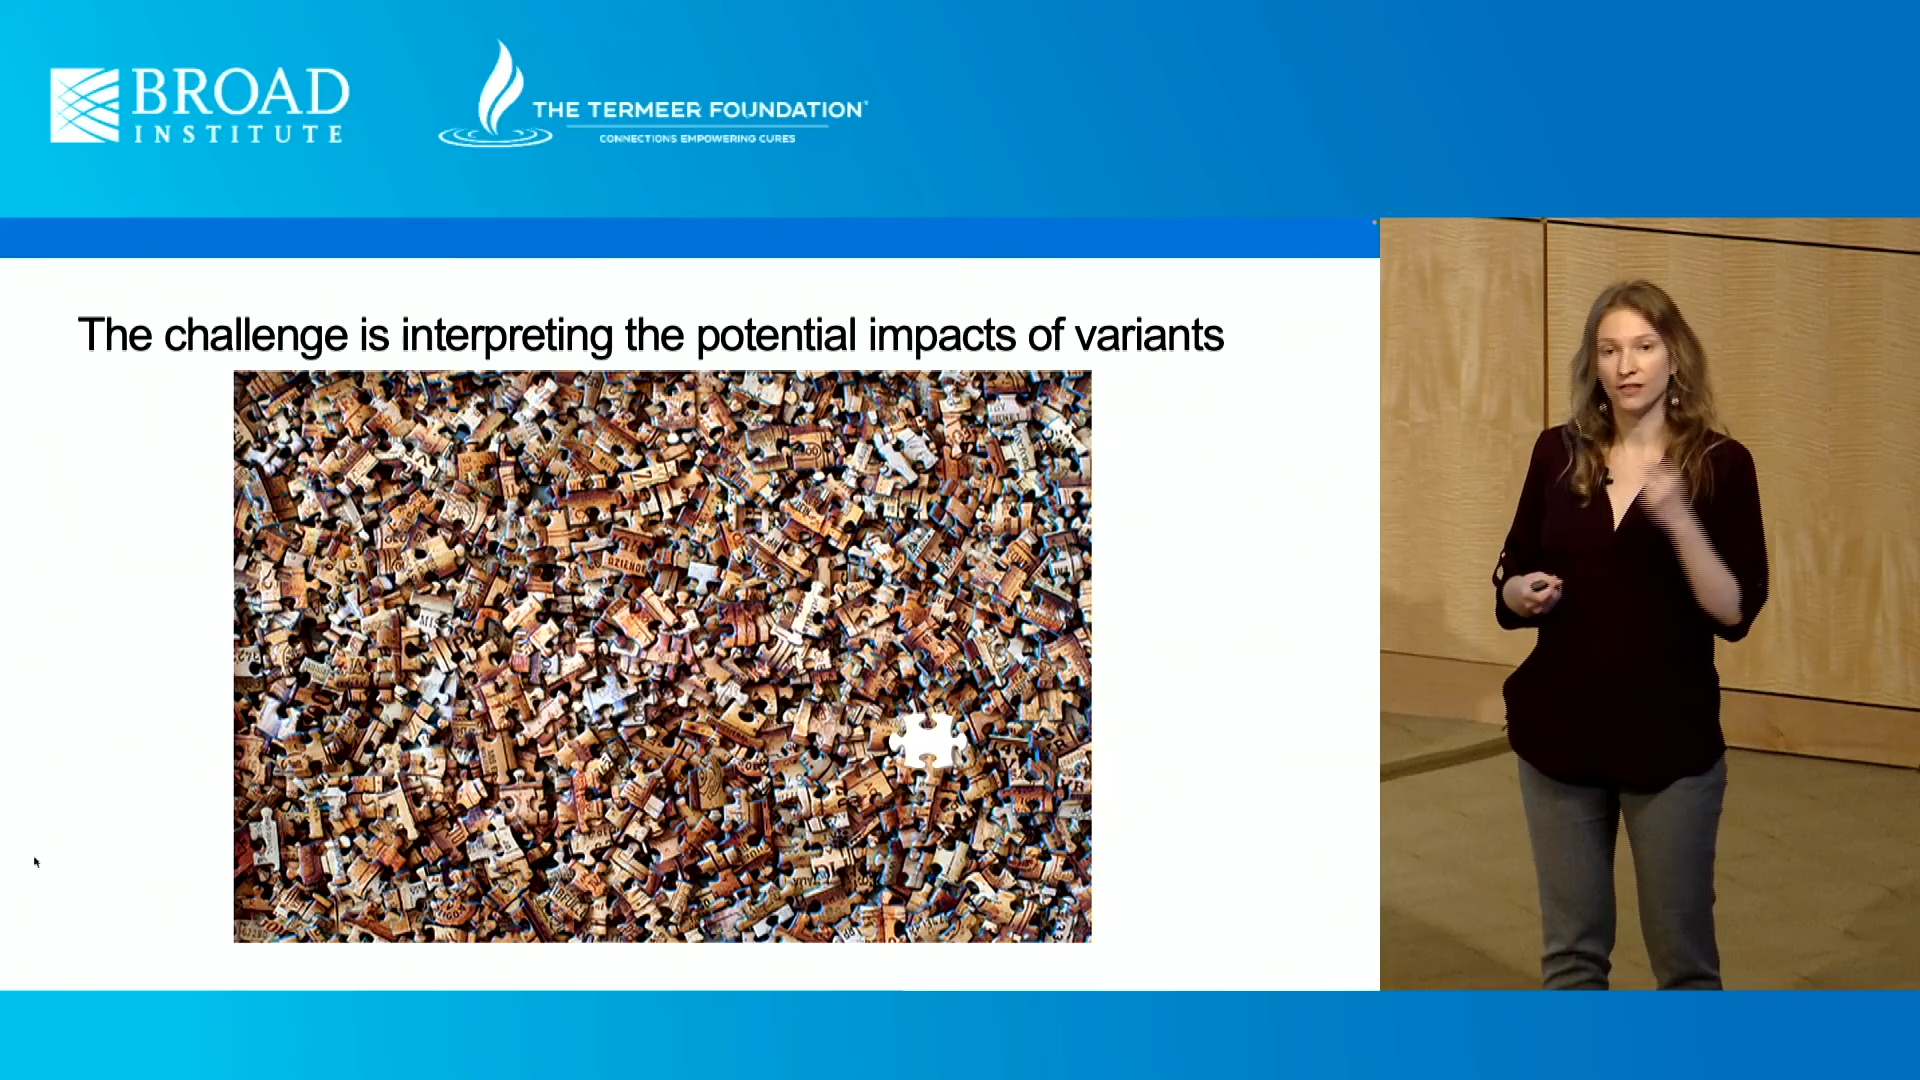 BROAD
INSTITUTE
THE TERMEER FOUNDATION
CONNECTIONS EMPOWERING CURES
The challenge is interpreting the potential impacts of variants